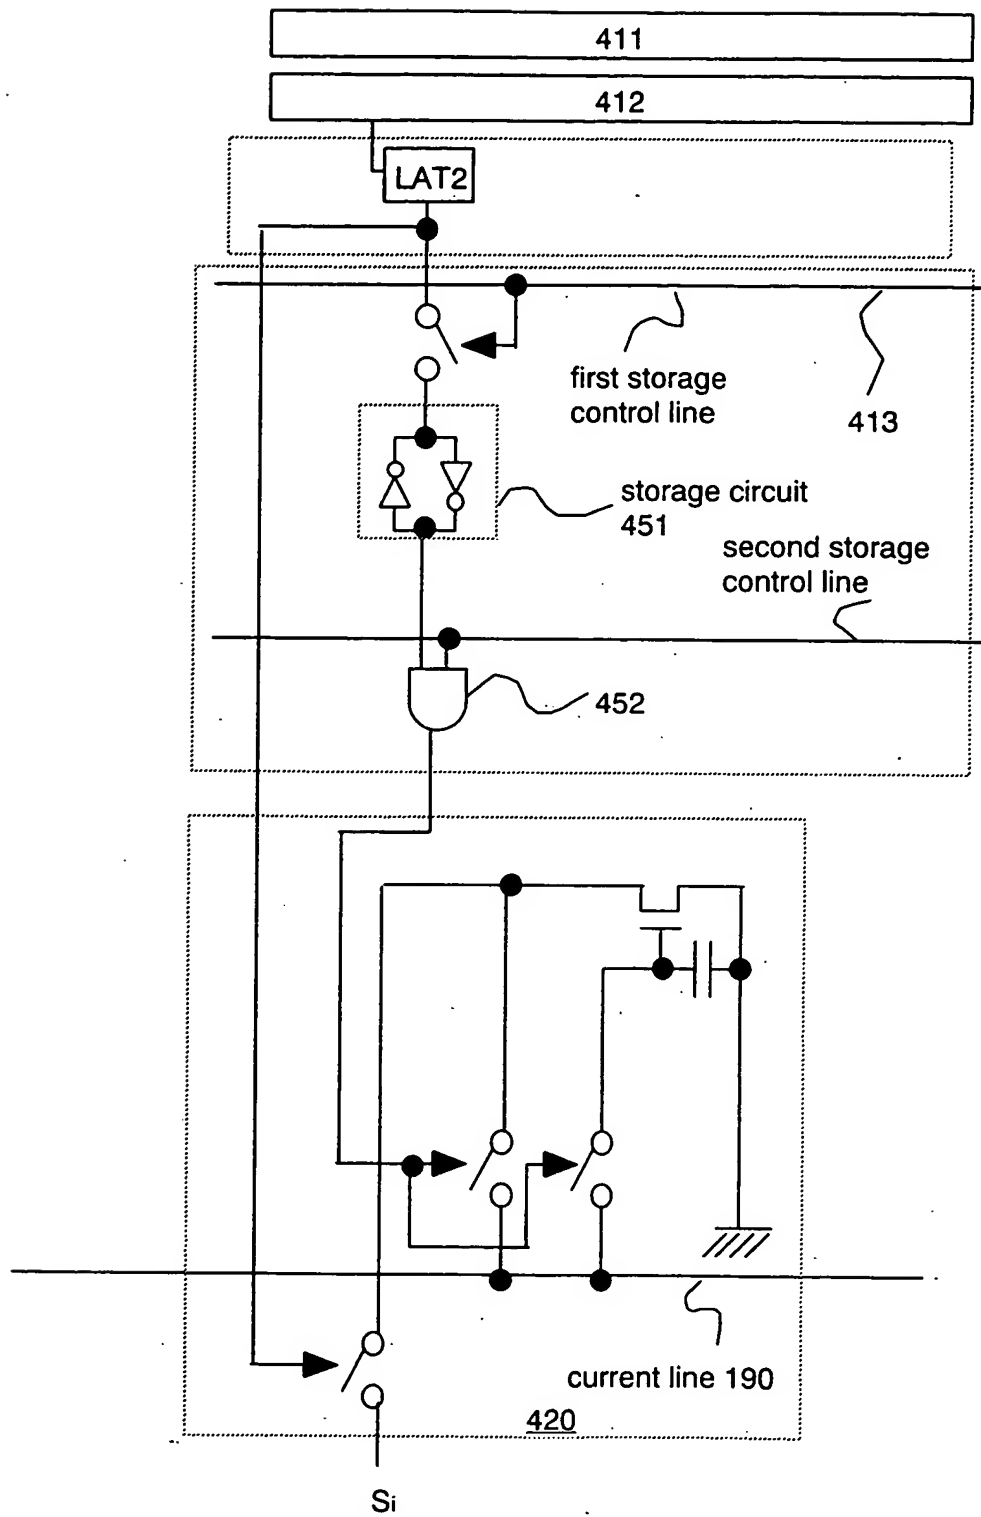 411
412
LAT2
first storage
control line
413
storage circuit
451
second storage
control line
452
current line 190
420
Si